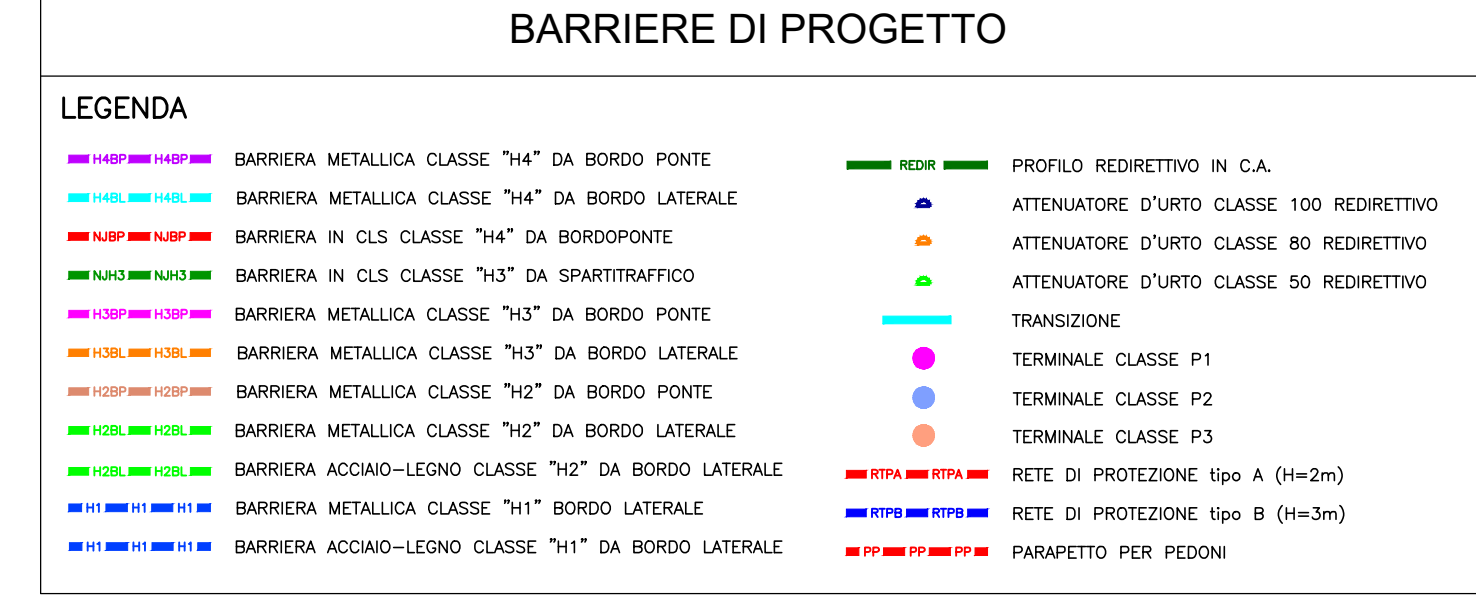 BARRIERE DI PROGETTO
LEGENDA
H4BP H4BP BARRIERA METALLICA CLASSE "H4" DA BORDO PONTE
H4BL H4BL BARRIERA METALLICA CLASSE "H4" DA BORDO LATERALE
NJBP NJBP BARRIERA IN CLS CLASSE "H4" DA BORDOPONTE
NJH3 NJH3 BARRIERA IN CLS CLASSE "H3" DA SPARTITRAFFICO
H3BP H3BP BARRIERA METALLICA CLASSE "H3" DA BORDO PONTE
H3BL H3BL BARRIERA METALLICA CLASSE "H3" DA BORDO LATERALE
H2BP H2BP BARRIERA METALLICA CLASSE "H2" DA BORDO PONTE
H2BL H2BL BARRIERA METALLICA CLASSE "H2" DA BORDO LATERALE
H2BL H2BL BARRIERA ACCIAIO-LEGNO CLASSE "H2" DA BORDO LATERALE
H1 H1 H1 BARRIERA METALLICA CLASSE "H1" BORDO LATERALE
H1 H1 H1 BARRIERA ACCIAIO-LEGNO CLASSE "H1" DA BORDO LATERALE
REDIR PROFILO REDIRETTIVO IN C.A.
ATTENUATORE D'URTO CLASSE 100 REDIRETTIVO
ATTENUATORE D'URTO CLASSE 80 REDIRETTIVO
ATTENUATORE D'URTO CLASSE 50 REDIRETTIVO
TRANSIZIONE
TERMINALE CLASSE P1
TERMINALE CLASSE P2
TERMINALE CLASSE P3
RTPA RTPA RETE DI PROTEZIONE tipo A (H=2m)
RTPB RTPB RETE DI PROTEZIONE tipo B (H=3m)
PP PP PP PARAPETTO PER PEDONI